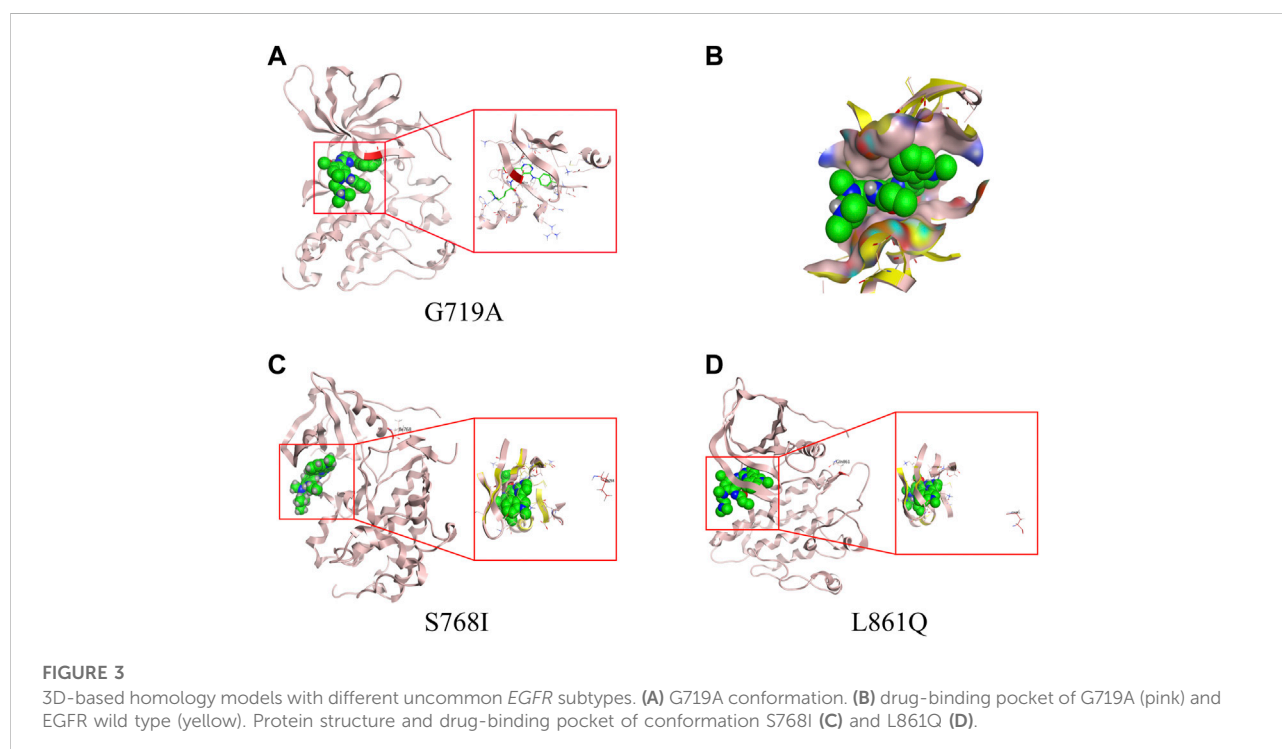 A
B
G719A
C
D
S768I
L861Q
FIGURE 3
3D-based homology models with different uncommon EGFR subtypes. (A) G719A conformation. (B) drug-binding pocket of G719A (pink) and
EGFR wild type (yellow). Protein structure and drug-binding pocket of conformation S768I (C) and L861Q (D).